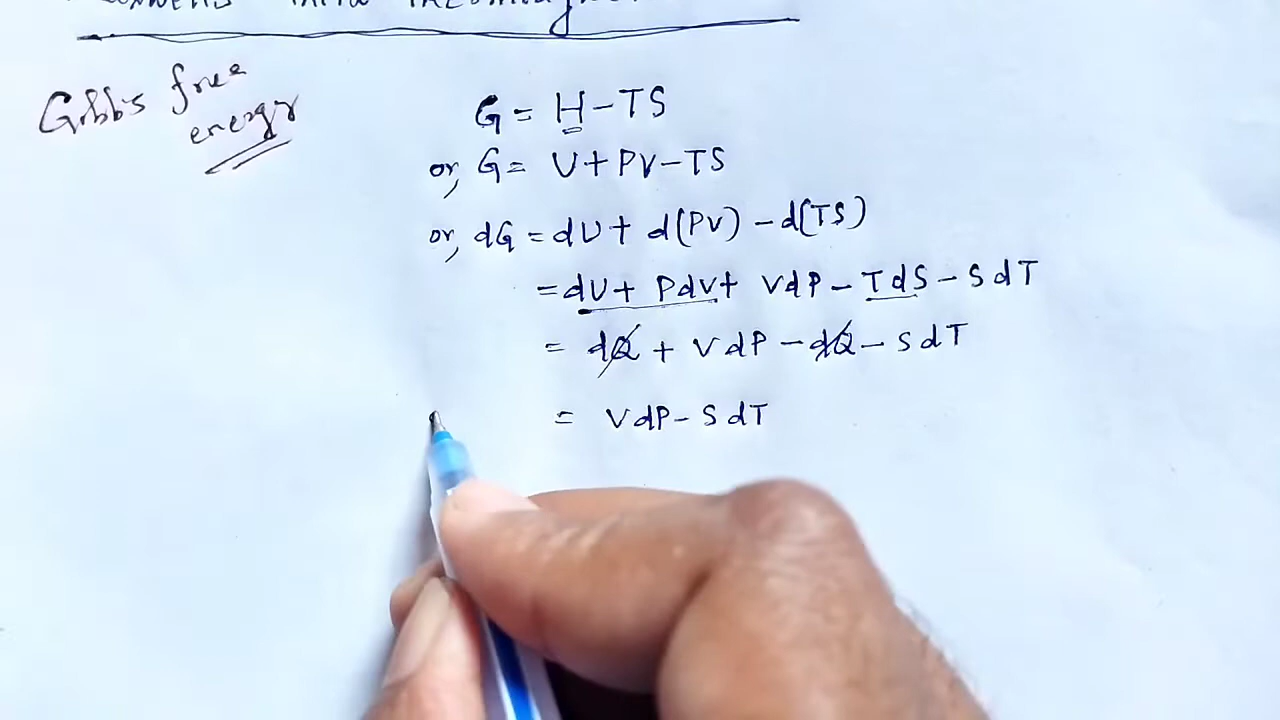 Gibb's free
energy
G = H - TS
or, G = U + PV - TS
or, dG = dU + d(PV) - d(TS)
= dU + PdV + VdP - TdS - SdT
= dQ + VdP - dQ - SdT
= VdP - SdT